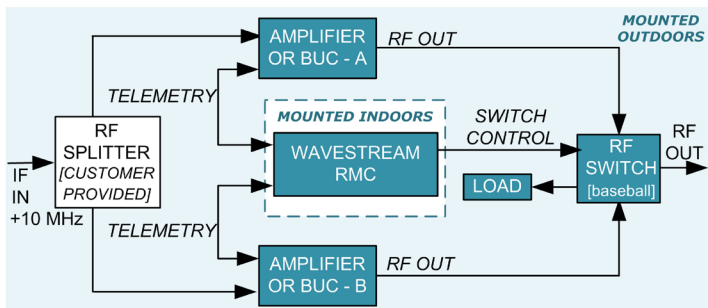 MOUNTED
OUTDOORS
AMPLIFIER
OR BUC - A
RF OUT
TELEMETRY
MOUNTED INDOORS
SWITCH
CONTROL
RF
SPLITTER
[CUSTOMER
PROVIDED]
WAVESTREAM
RMC
RF
SWITCH
[baseball]
RF
OUT
IF
IN
+10 MHz
LOAD
TELEMETRY
AMPLIFIER
OR BUC - B
RF OUT